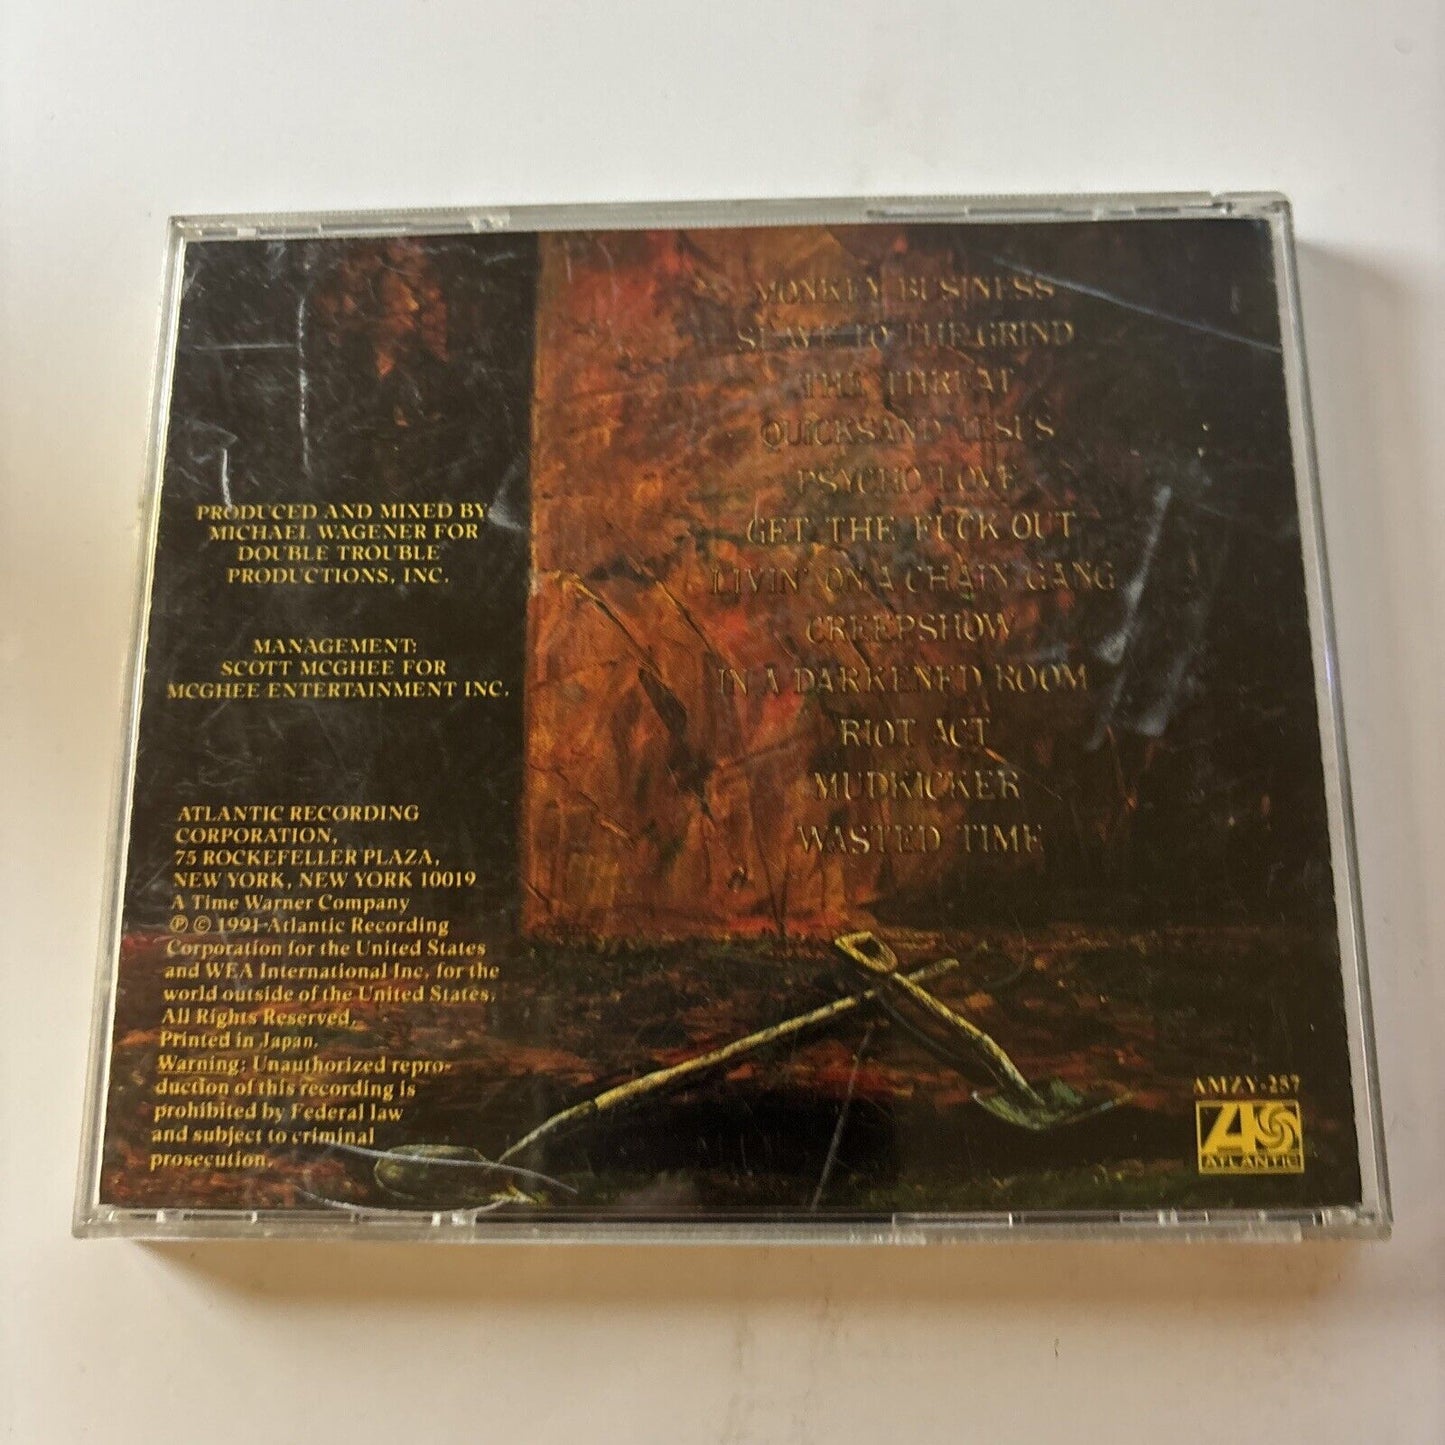 PRODUCED AND MIXED BY
MICHAEL WAGENER FOR
DOUBLE TROUBLE
PRODUCTIONS, INC.
MANAGEMENT:
SCOTT MCGHEE FOR
MCGHEE ENTERTAINMENT INC.
ATLANTIC RECORDING
CORPORATION,
75 ROCKEFELLER PLAZA,
NEW YORK, NEW YORK 10019
A Time Warner Company
℗ © 1991 Atlantic Recording
Corporation for the United States
and WEA International Inc. for the
world outside of the United States.
All Rights Reserved.
Printed in Japan.
Warning: Unauthorized repro-
duction of this recording is
prohibited by Federal law
and subject to criminal
prosecution.
MONKEY BUSINESS
SLAVE TO THE GRIND
THE THREAT
QUICKSAND JESUS
PSYCHO LOVE
GET THE FUCK OUT
LIVIN' ON A CHAIN GANG
CREEPSHOW
IN A DARKENED ROOM
RIOT ACT
MUDKICKER
WASTED TIME
AMZY-257
ATLANTIC